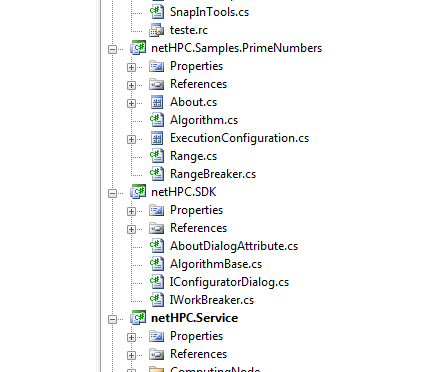 SnapInTools.cs
teste.rc
netHPC.Samples.PrimeNumbers
Properties
References
About.cs
Algorithm.cs
ExecutionConfiguration.cs
Range.cs
RangeBreaker.cs
netHPC.SDK
Properties
References
AboutDialogAttribute.cs
AlgorithmBase.cs
IConfiguratorDialog.cs
IWorkBreaker.cs
netHPC.Service
Properties
References
ComputingNode